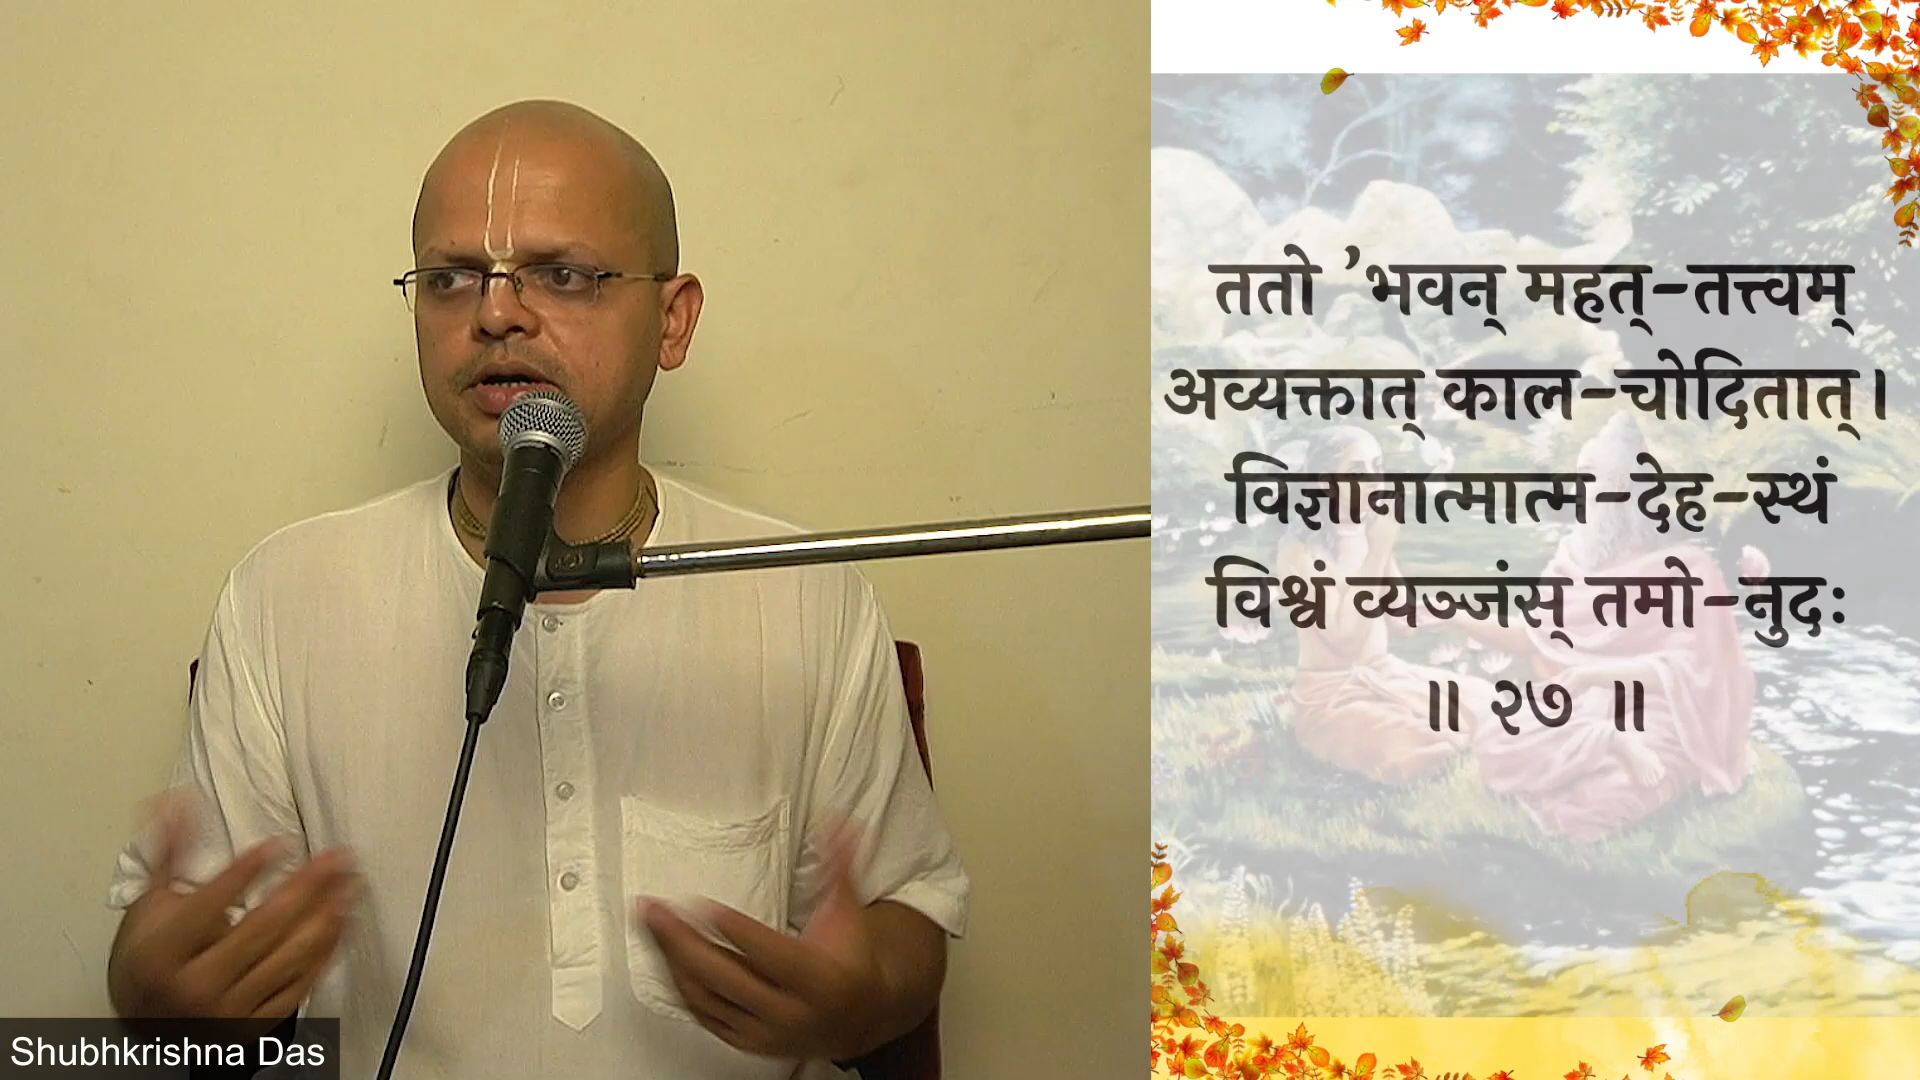 ततो ’भवन् महत्-तत्त्वम्
अव्यक्तात् काल-चोदितात्।
विज्ञानात्मात्म-देह-स्थं
विश्वं व्यञ्जंस् तमो-नुदः
॥ २७ ॥
Shubhkrishna Das